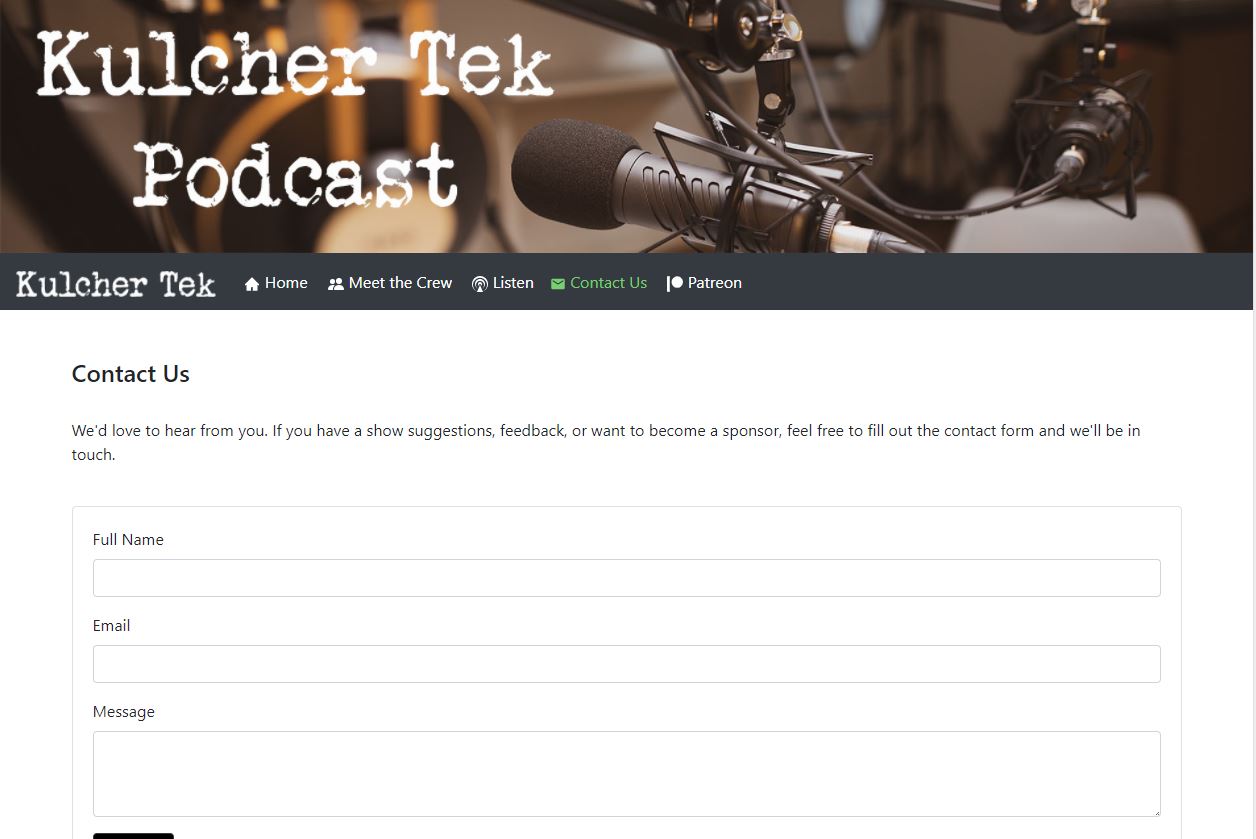 Kulcher Tek
Podcast
Kulcher Tek Home Meet the Crew Listen Contact Us Patreon
Contact Us
We'd love to hear from you. If you have a show suggestions, feedback, or want to become a sponsor, feel free to fill out the contact form and we'll be in
touch.
Full Name
Email
Message